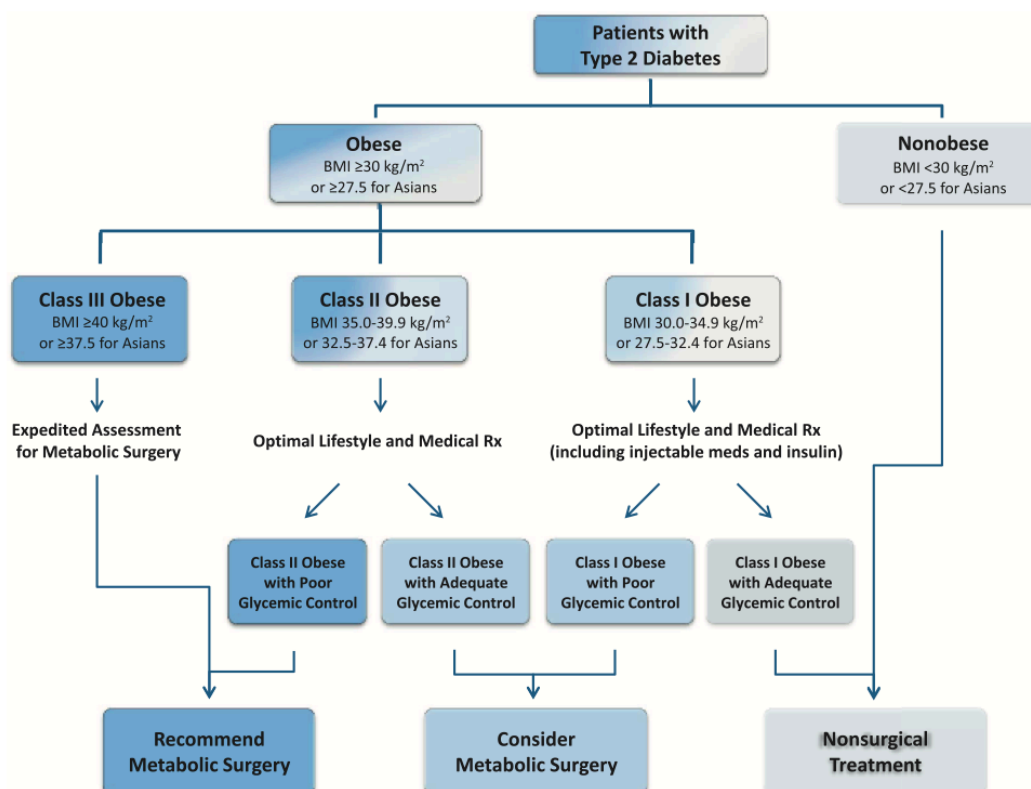 Patients with
Type 2 Diabetes
Obese
BMI ≥30 kg/m²
or ≥27.5 for Asians
Nonobese
BMI <30 kg/m²
or <27.5 for Asians
Class III Obese
BMI ≥40 kg/m²
or ≥37.5 for Asians
Class II Obese
BMI 35.0-39.9 kg/m²
or 32.5-37.4 for Asians
Class I Obese
BMI 30.0-34.9 kg/m²
or 27.5-32.4 for Asians
Expedited Assessment
for Metabolic Surgery
Optimal Lifestyle and Medical Rx
Optimal Lifestyle and Medical Rx
(including injectable meds and insulin)
Class II Obese
with Poor
Glycemic Control
Class II Obese
with Adequate
Glycemic Control
Class I Obese
with Poor
Glycemic Control
Class I Obese
with Adequate
Glycemic Control
Recommend
Metabolic Surgery
Consider
Metabolic Surgery
Nonsurgical
Treatment